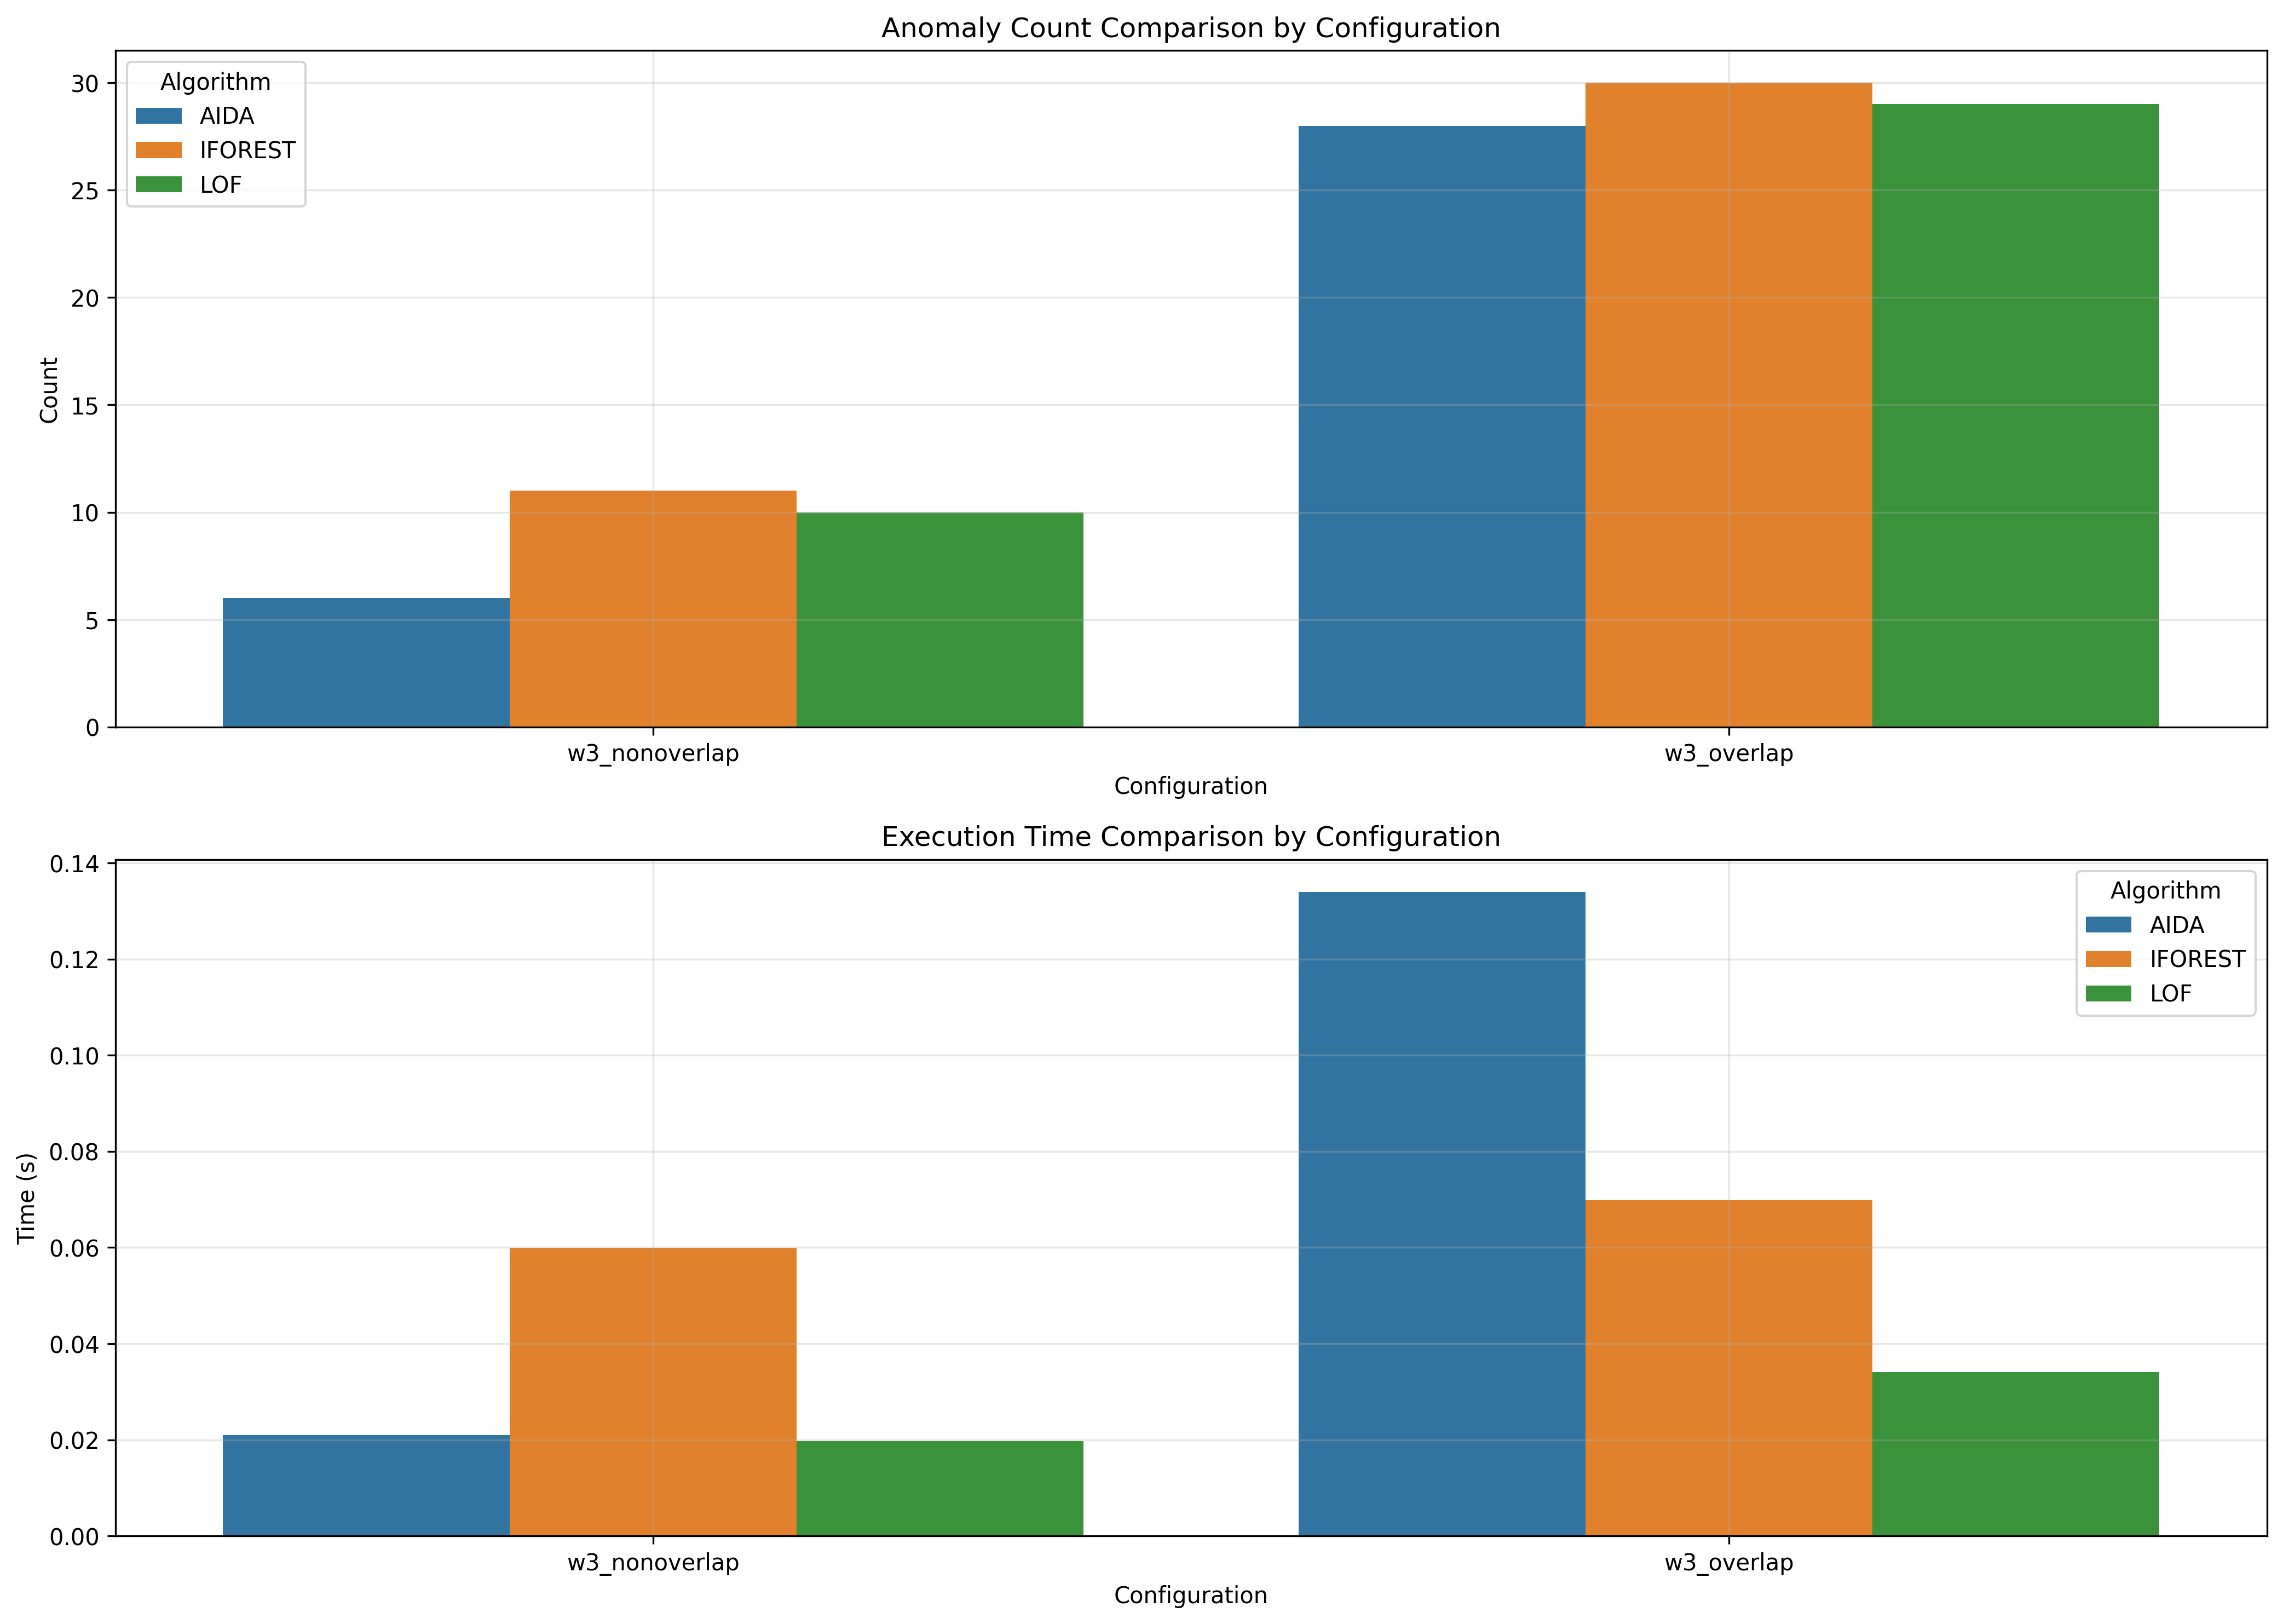 Anomaly Count Comparison by Configuration
Algorithm
AIDA
IFOREST
LOF
30
25
20
15
10
5
0
Count
w3_nonoverlap
w3_overlap
Configuration
Execution Time Comparison by Configuration
Algorithm
AIDA
IFOREST
LOF
0.14
0.12
0.10
0.08
0.06
0.04
0.02
0.00
Time (s)
w3_nonoverlap
w3_overlap
Configuration